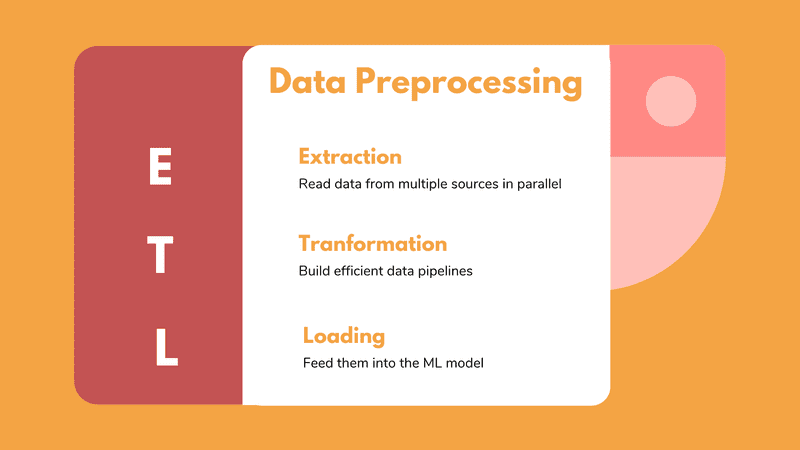 Data Preprocessing
E
Extraction
Read data from multiple sources in parallel
T
Tranformation
Build efficient data pipelines
L
Loading
Feed them into the ML model